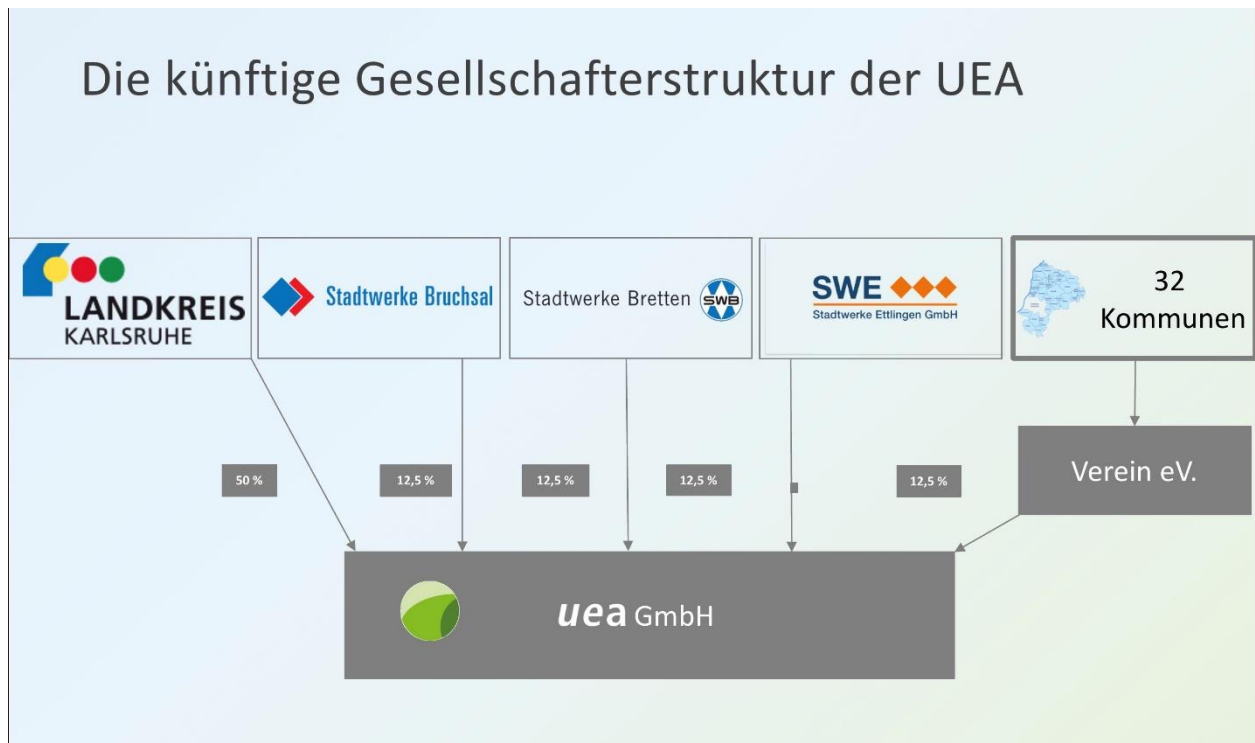 Die künftige Gesellschafterstruktur der UEA
LANDKREIS
KARLSRUHE
Stadtwerke Bruchsal
Stadtwerke Bretten
SWB
SWE
Stadtwerke Ettlingen GmbH
32
Kommunen
50 %
12,5 %
12,5 %
12,5 %
12,5 %
Verein eV.
uea GmbH